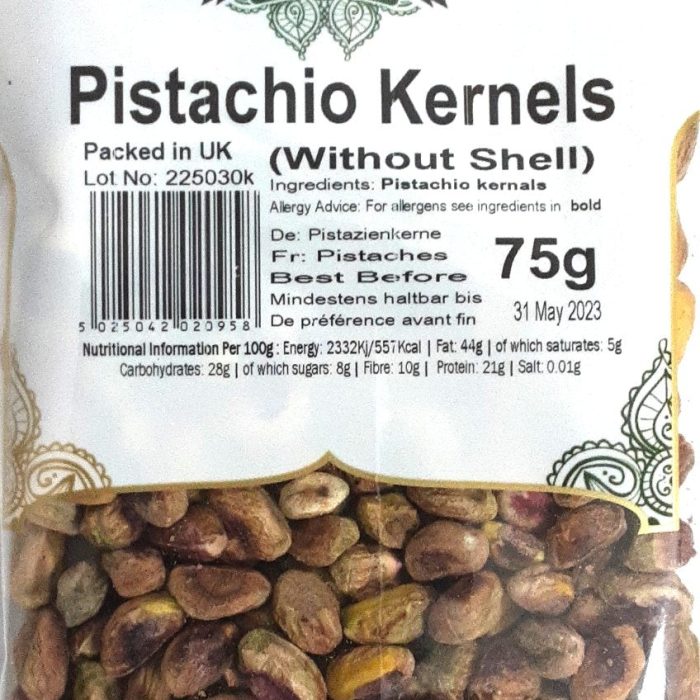 Pistachio Kernels
Packed in UK
Lot No: 225030k
5 025042 020958
(Without Shell)
Ingredients: Pistachio kernals
Allergy Advice: For allergens see ingredients in bold
De: Pistazienkerne
Fr: Pistaches
Best Before
Mindestens haltbar bis
De préférence avant fin
75g
31 May 2023
Nutritional Information Per 100g : Energy: 2332Kj/557Kcal | Fat: 44g | of which saturates: 5g
Carbohydrates: 28g | of which sugars: 8g | Fibre: 10g | Protein: 21g | Salt: 0.01g